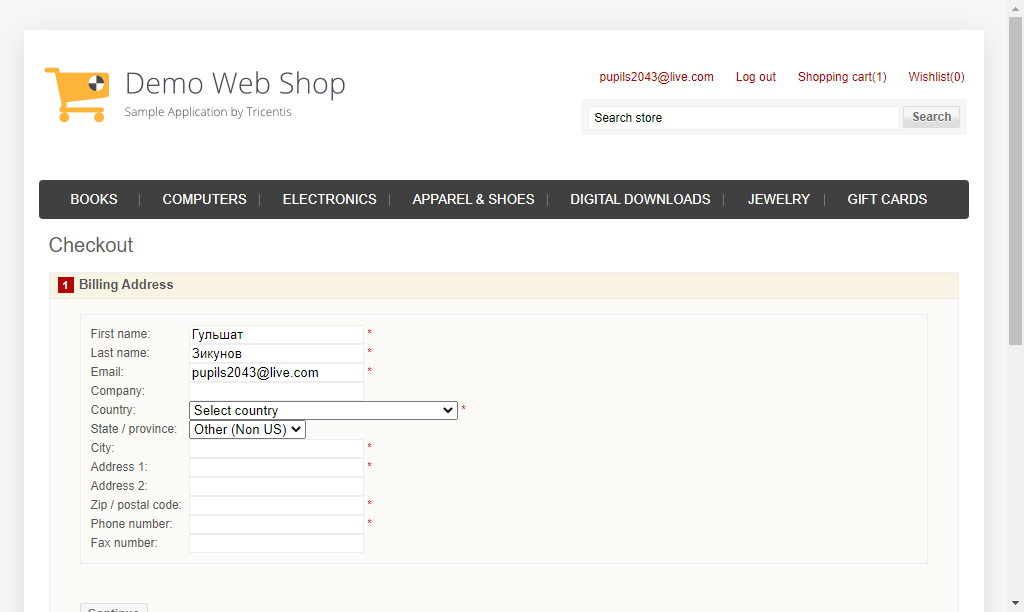 Demo Web Shop
Sample Application by Tricentis
pupils2043@live.com Log out Shopping cart(1) Wishlist(0)
Search store Search
BOOKS COMPUTERS ELECTRONICS APPAREL & SHOES DIGITAL DOWNLOADS JEWELRY GIFT CARDS
Checkout
1 Billing Address
First name: Гульшат *
Last name: Зикунов *
Email: pupils2043@live.com *
Company:
Country: Select country *
State / province: Other (Non US)
City: *
Address 1: *
Address 2:
Zip / postal code: *
Phone number: *
Fax number:
Continue